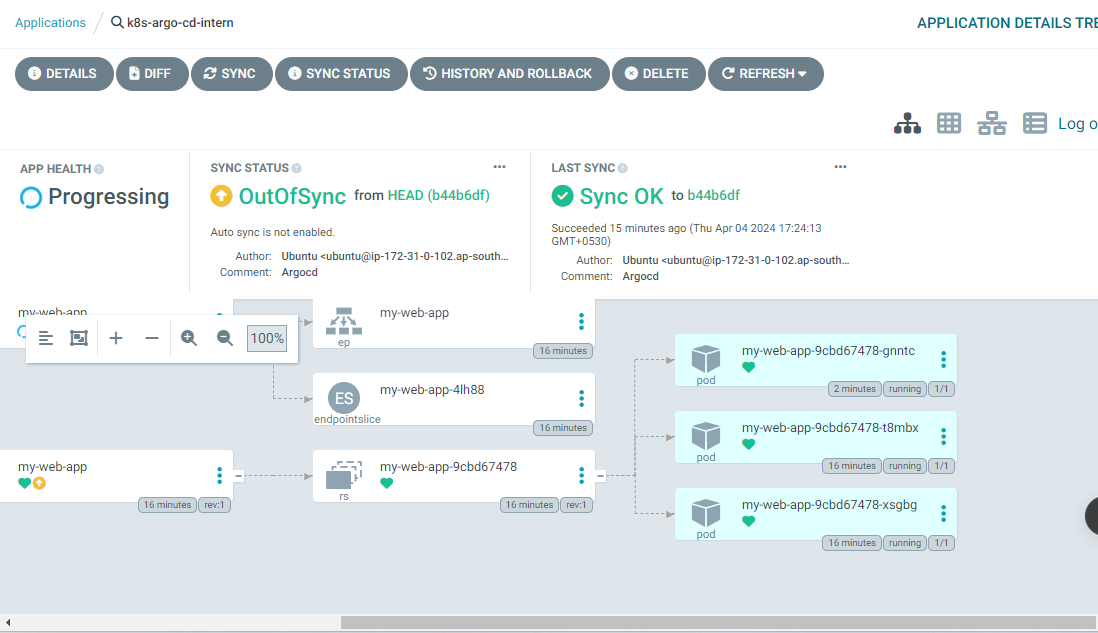 Applications
k8s-argo-cd-intern
APPLICATION DETAILS TRE
DETAILS
DIFF
SYNC
SYNC STATUS
HISTORY AND ROLLBACK
DELETE
REFRESH
Log o
APP HEALTH
Progressing
SYNC STATUS
OutOfSync from HEAD (b44b6df)
Auto sync is not enabled.
Author: Ubuntu <ubuntu@ip-172-31-0-102.ap-south...
Comment: Argocd
LAST SYNC
Sync OK to b44b6df
Succeeded 15 minutes ago (Thu Apr 04 2024 17:24:13
GMT+0530)
Author: Ubuntu <ubuntu@ip-172-31-0-102.ap-south...
Comment: Argocd
my-web-app
100%
my-web-app
ep
16 minutes
my-web-app-4lh88
ES
endpointslice
16 minutes
my-web-app
16 minutes
rev:1
my-web-app-9cbd67478
rs
16 minutes
rev:1
my-web-app-9cbd67478-gnntc
pod
2 minutes
running
1/1
my-web-app-9cbd67478-t8mbx
pod
16 minutes
running
1/1
my-web-app-9cbd67478-xsgbg
pod
16 minutes
running
1/1